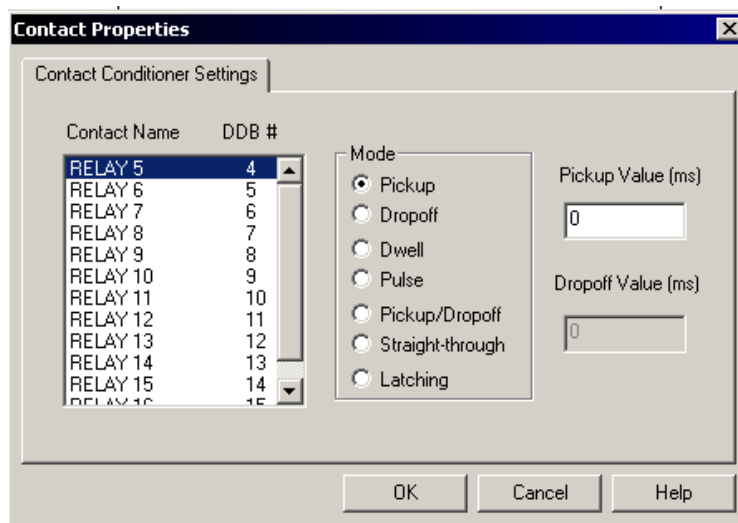 Contact Properties
Contact Conditioner Settings
Contact Name DDB #
RELAY 5 4
RELAY 6 5
RELAY 7 6
RELAY 8 7
RELAY 9 8
RELAY 10 9
RELAY 11 10
RELAY 12 11
RELAY 13 12
RELAY 14 13
RELAY 15 14
RELAY 16 15
Mode
Pickup
Dropoff
Dwell
Pulse
Pickup/Dropoff
Straight-through
Latching
Pickup Value (ms)
0
Dropoff Value (ms)
0
OK Cancel Help